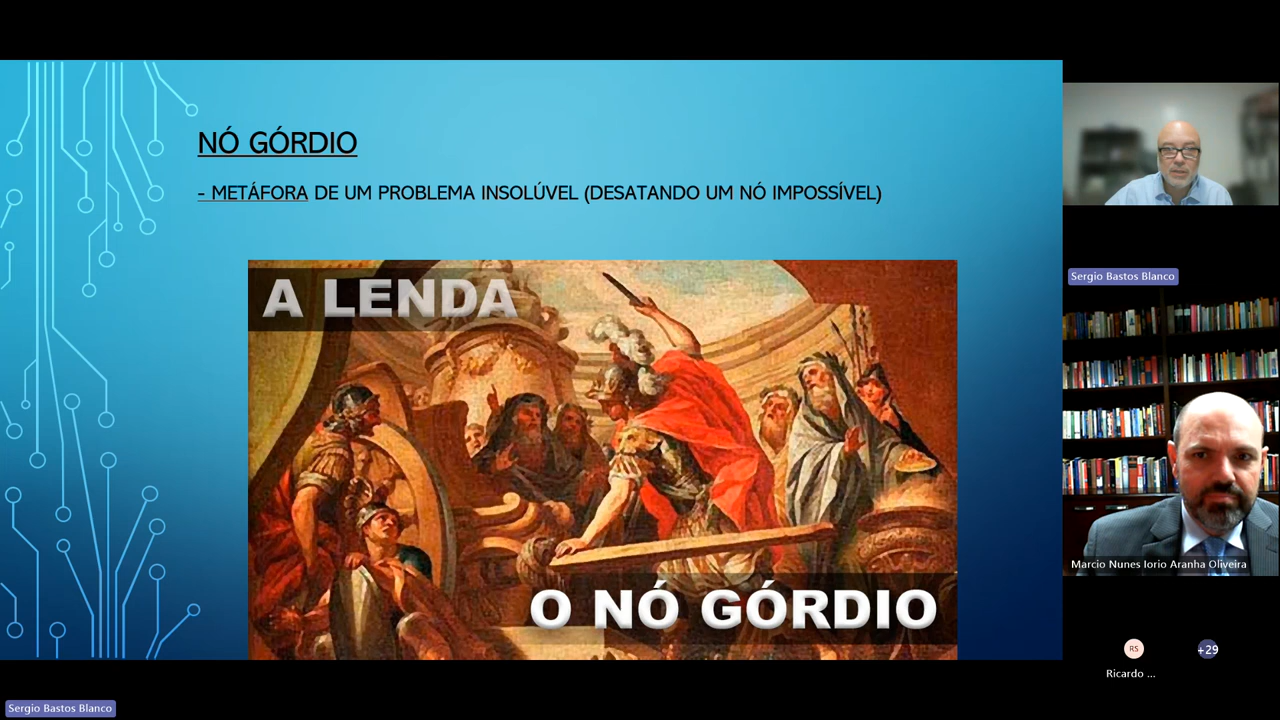 NÓ GÓRDIO
- METÁFORA DE UM PROBLEMA INSOLÚVEL (DESATANDO UM NÓ IMPOSSÍVEL)
A LENDA
O NÓ GÓRDIO
Sergio Bastos Blanco
Marcio Nunes Iorio Aranha Oliveira
RS
+29
Ricardo ...
Sergio Bastos Blanco